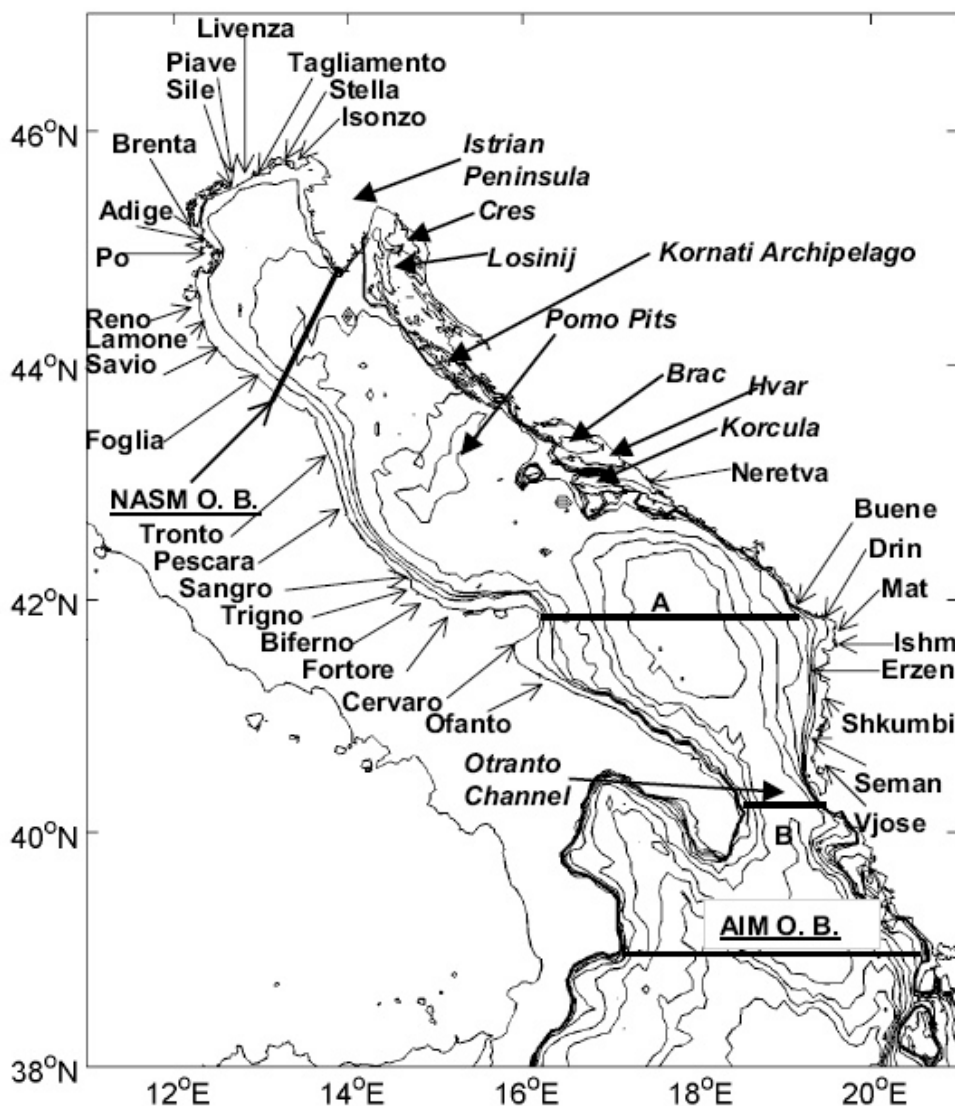 Livenza
Piave
Tagliamento
Sile
Stella
Isonzo
46°N
Brenta
Istrian
Peninsula
Adige
Cres
Po
Losinij
Kornati Archipelago
Reno
Pomo Pits
Lamone
Savio
44°N
Brac
Hvar
Foglia
Korcula
Neretva
NASM O. B.
Buene
Tronto
Drin
Pescara
Sangro
Mat
42°N
A
Trigno
Biferno
Ishm
Fortore
Erzen
Cervaro
Ofanto
Shkumbi
Otranto
Channel
Seman
Vjose
40°N
B
AIM O. B.
38°N
12°E
14°E
16°E
18°E
20°E